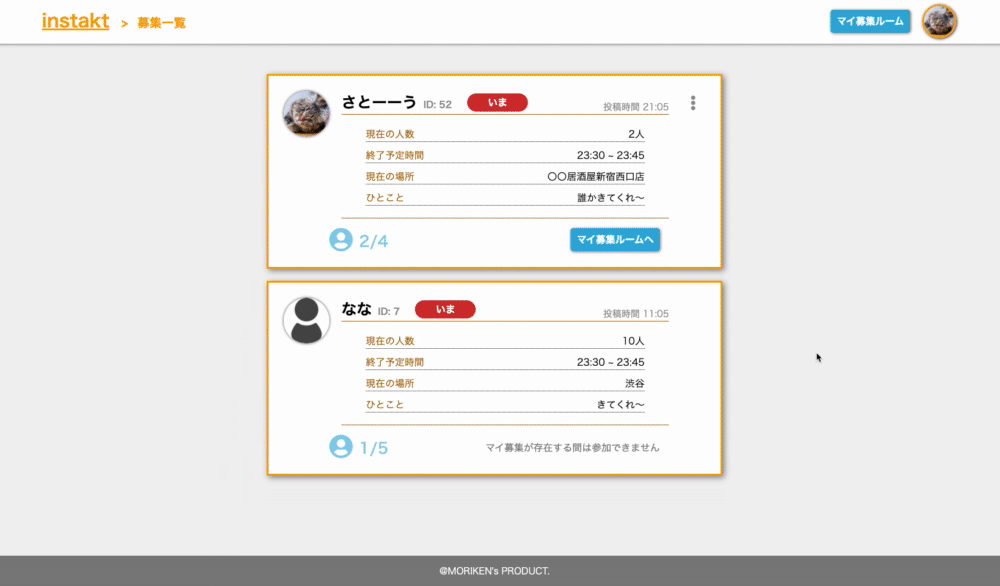 instakt > 募集一覧
マイ募集ルーム
さとーーう ID: 52 いま 投稿時間 21:05
現在の人数 2人
終了予定時間 23:30 ~ 23:45
現在の場所 〇〇居酒屋新宿西口店
ひとこと 誰かきてくれ〜
2/4 マイ募集ルームへ
なな ID: 7 いま 投稿時間 11:05
現在の人数 10人
終了予定時間 23:30 ~ 23:45
現在の場所 渋谷
ひとこと きてくれ〜
1/5 マイ募集が存在する間は参加できません
@MORIKEN's PRODUCT.